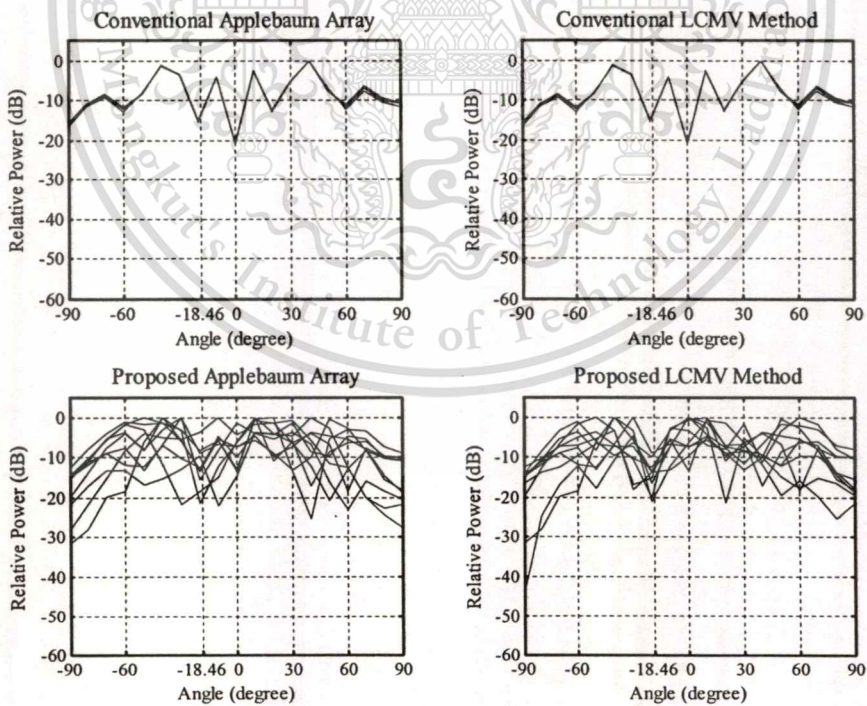 Conventional Applebaum Array
Relative Power (dB)
0
-10
-20
-30
-40
-50
-60
-90 -60 -18.46 0 30 60 90
Angle (degree)
Conventional LCMV Method
Relative Power (dB)
0
-10
-20
-30
-40
-50
-60
-90 -60 -18.46 0 30 60 90
Angle (degree)
Proposed Applebaum Array
Relative Power (dB)
0
-10
-20
-30
-40
-50
-60
-90 -60 -18.46 0 30 60 90
Angle (degree)
Proposed LCMV Method
Relative Power (dB)
0
-10
-20
-30
-40
-50
-60
-90 -60 -18.46 0 30 60 90
Angle (degree)
Mongkut's Institute of Technology